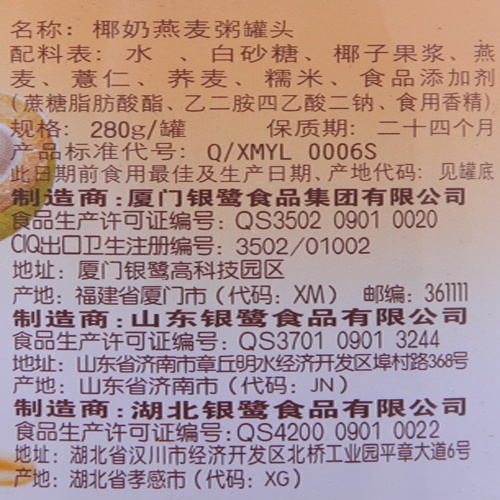 名称: 椰奶燕麦粥罐头
配料表: 水 、白砂糖、椰子果浆、燕
麦、薏仁、荞麦、糯米、食品添加剂
(蔗糖脂肪酸酯、乙二胺四乙酸二钠、食用香精)
规格: 280g/罐 保质期: 二十四个月
产品标准代号: Q/XMYL 0006S
此日期前食用最佳及生产日期、产地代码: 见罐底
制造商:厦门银鹭食品集团有限公司
食品生产许可证编号: QS3502 0901 0020
CIQ出口卫生注册编号: 3502/01002
地址: 厦门银鹭高科技园区
产地: 福建省厦门市(代码: XM) 邮编: 361111
制造商:山东银鹭食品有限公司
食品生产许可证编号: QS3701 0901 3244
地址: 山东省济南市章丘明水经济开发区埠村路368号
产地: 山东省济南市(代码: JN)
制造商:湖北银鹭食品有限公司
食品生产许可证编号:QS4200 0901 0022
地址: 湖北省汉川市经济开发区北桥工业园平章大道6号
产地: 湖北省孝感市(代码: XG)